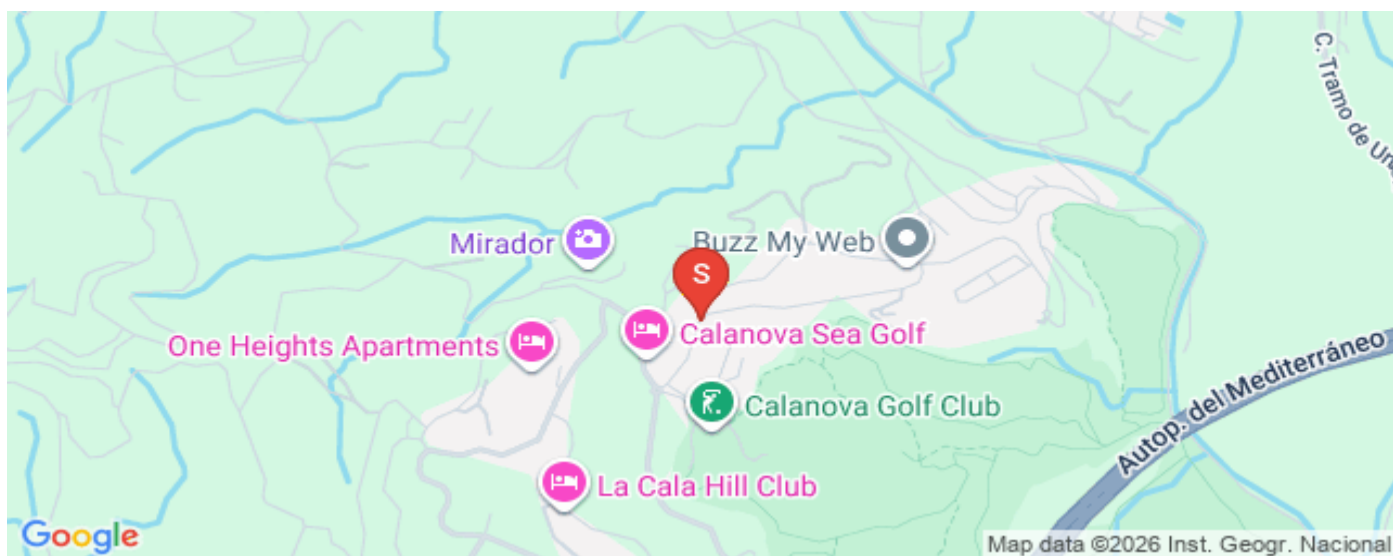 C. Tramo de Un
Mirador
Buzz My Web
S
One Heights Apartments
Calanova Sea Golf
Autop. del Mediterráneo
Calanova Golf Club
La Cala Hill Club
Google
Map data ©2026 Inst. Geogr. Nacional